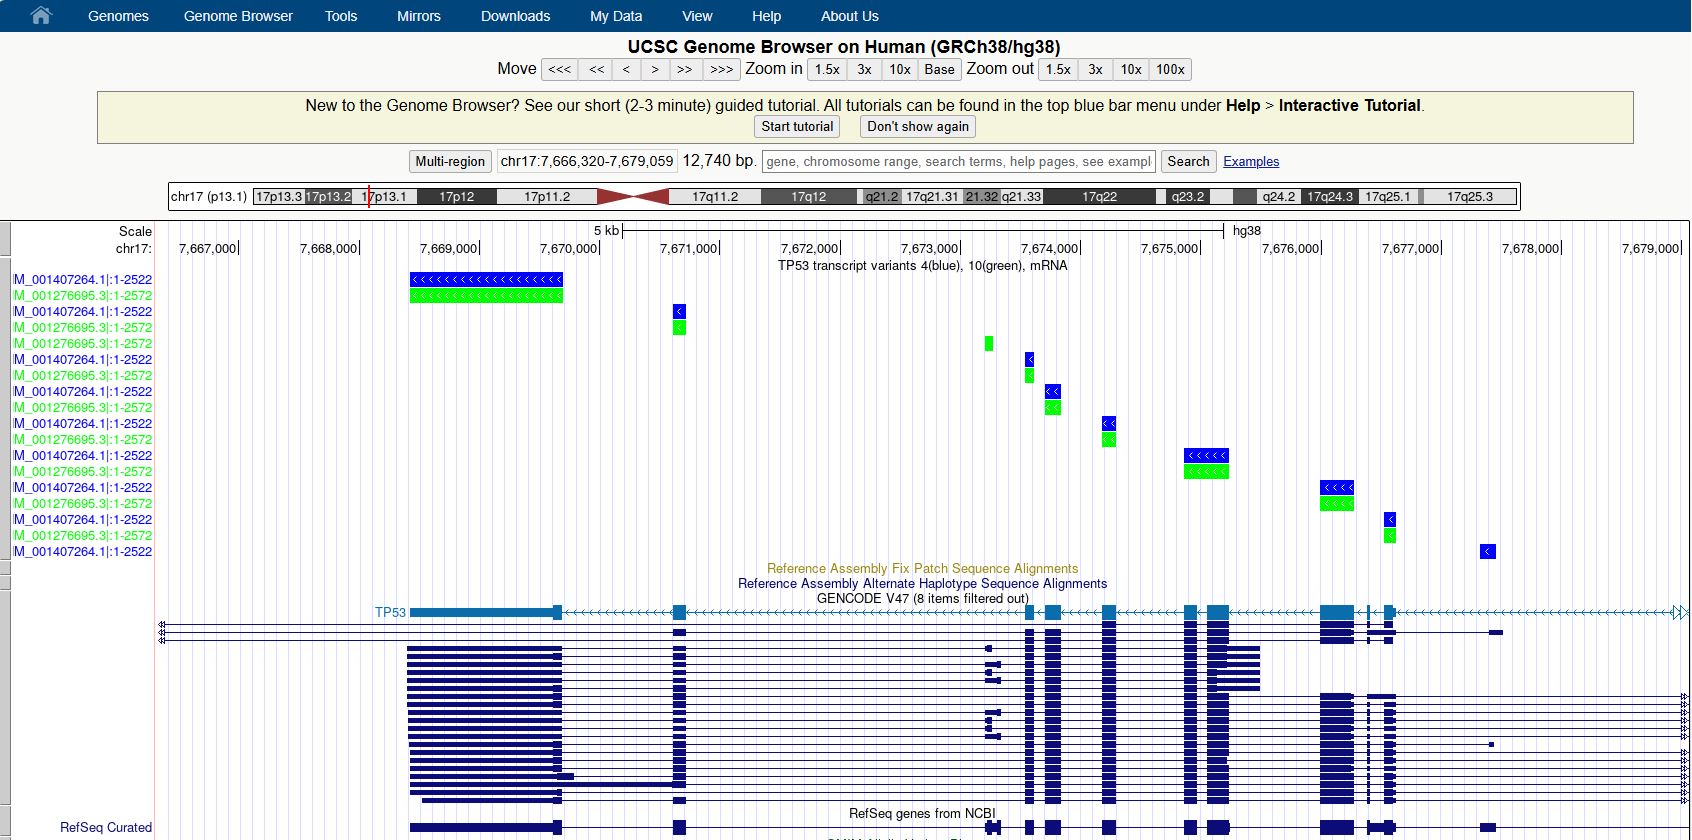 Genomes Genome Browser Tools Mirrors Downloads My Data View Help About Us
UCSC Genome Browser on Human (GRCh38/hg38)
Move <<< << < > >> >>> Zoom in 1.5x 3x 10x Base Zoom out 1.5x 3x 10x 100x
New to the Genome Browser? See our short (2-3 minute) guided tutorial. All tutorials can be found in the top blue bar menu under Help > Interactive Tutorial.
Start tutorial Don't show again
Multi-region chr17:7,666,320-7,679,059 12,740 bp. gene, chromosome range, search terms, help pages, see exampl Search Examples
chr17 (p13.1) 17p13.3 17p13.2 17p13.1 17p12 17p11.2 17q11.2 17q12 q21.2 17q21.31 21.32 q21.33 17q22 q23.2 q24.2 17q24.3 17q25.1 17q25.3
Scale 5 kb hg38
chr17: 7,667,000 7,668,000 7,669,000 7,670,000 7,671,000 7,672,000 7,673,000 7,674,000 7,675,000 7,676,000 7,677,000 7,678,000 7,679,000
TP53 transcript variants 4(blue), 10(green), mRNA
M_001407264.1|:1-2522
M_001276695.3|:1-2572
M_001407264.1|:1-2522
M_001276695.3|:1-2572
M_001276695.3|:1-2572
M_001407264.1|:1-2522
M_001276695.3|:1-2572
M_001407264.1|:1-2522
M_001276695.3|:1-2572
M_001407264.1|:1-2522
M_001276695.3|:1-2572
M_001407264.1|:1-2522
M_001276695.3|:1-2572
M_001407264.1|:1-2522
M_001276695.3|:1-2572
M_001407264.1|:1-2522
M_001276695.3|:1-2572
M_001407264.1|:1-2522
Reference Assembly Fix Patch Sequence Alignments
Reference Assembly Alternate Haplotype Sequence Alignments
GENCODE V47 (8 items filtered out)
TP53
RefSeq genes from NCBI
RefSeq Curated